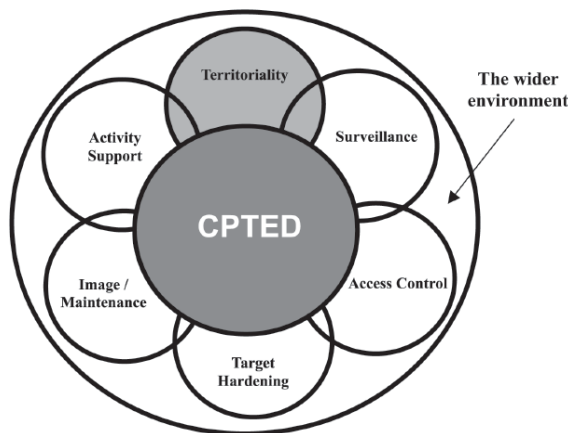 Territoriality
The wider
environment
Activity
Support
Surveillance
CPTED
Image /
Maintenance
Access Control
Target
Hardening